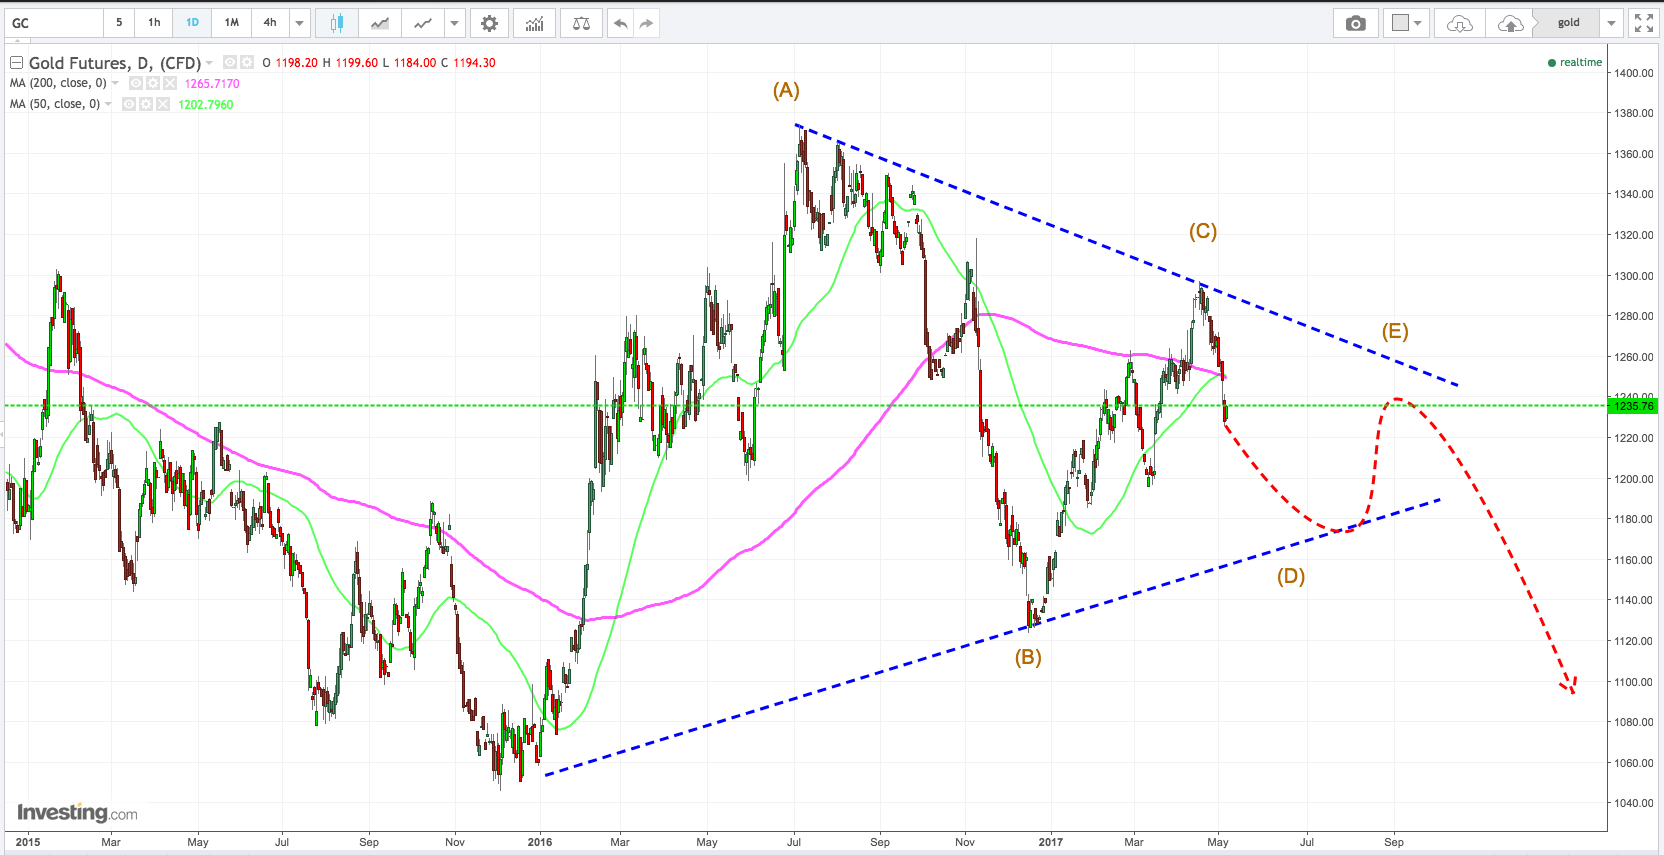 GC 5 1h 1D 1M 4h gold
Gold Futures, D, (CFD) O 1198.20 H 1199.60 L 1184.00 C 1194.30
realtime
MA (200, close, 0) 1265.7170
MA (50, close, 0) 1202.7960
(A)
(C)
(E)
(D)
(B)
1400.00
1380.00
1360.00
1340.00
1320.00
1300.00
1280.00
1260.00
1235.76
1220.00
1200.00
1180.00
1160.00
1140.00
1120.00
1100.00
1080.00
1060.00
1040.00
Investing.com
2015 Mar May Jul Sep Nov 2016 Mar May Jul Sep Nov 2017 Mar May Jul Sep